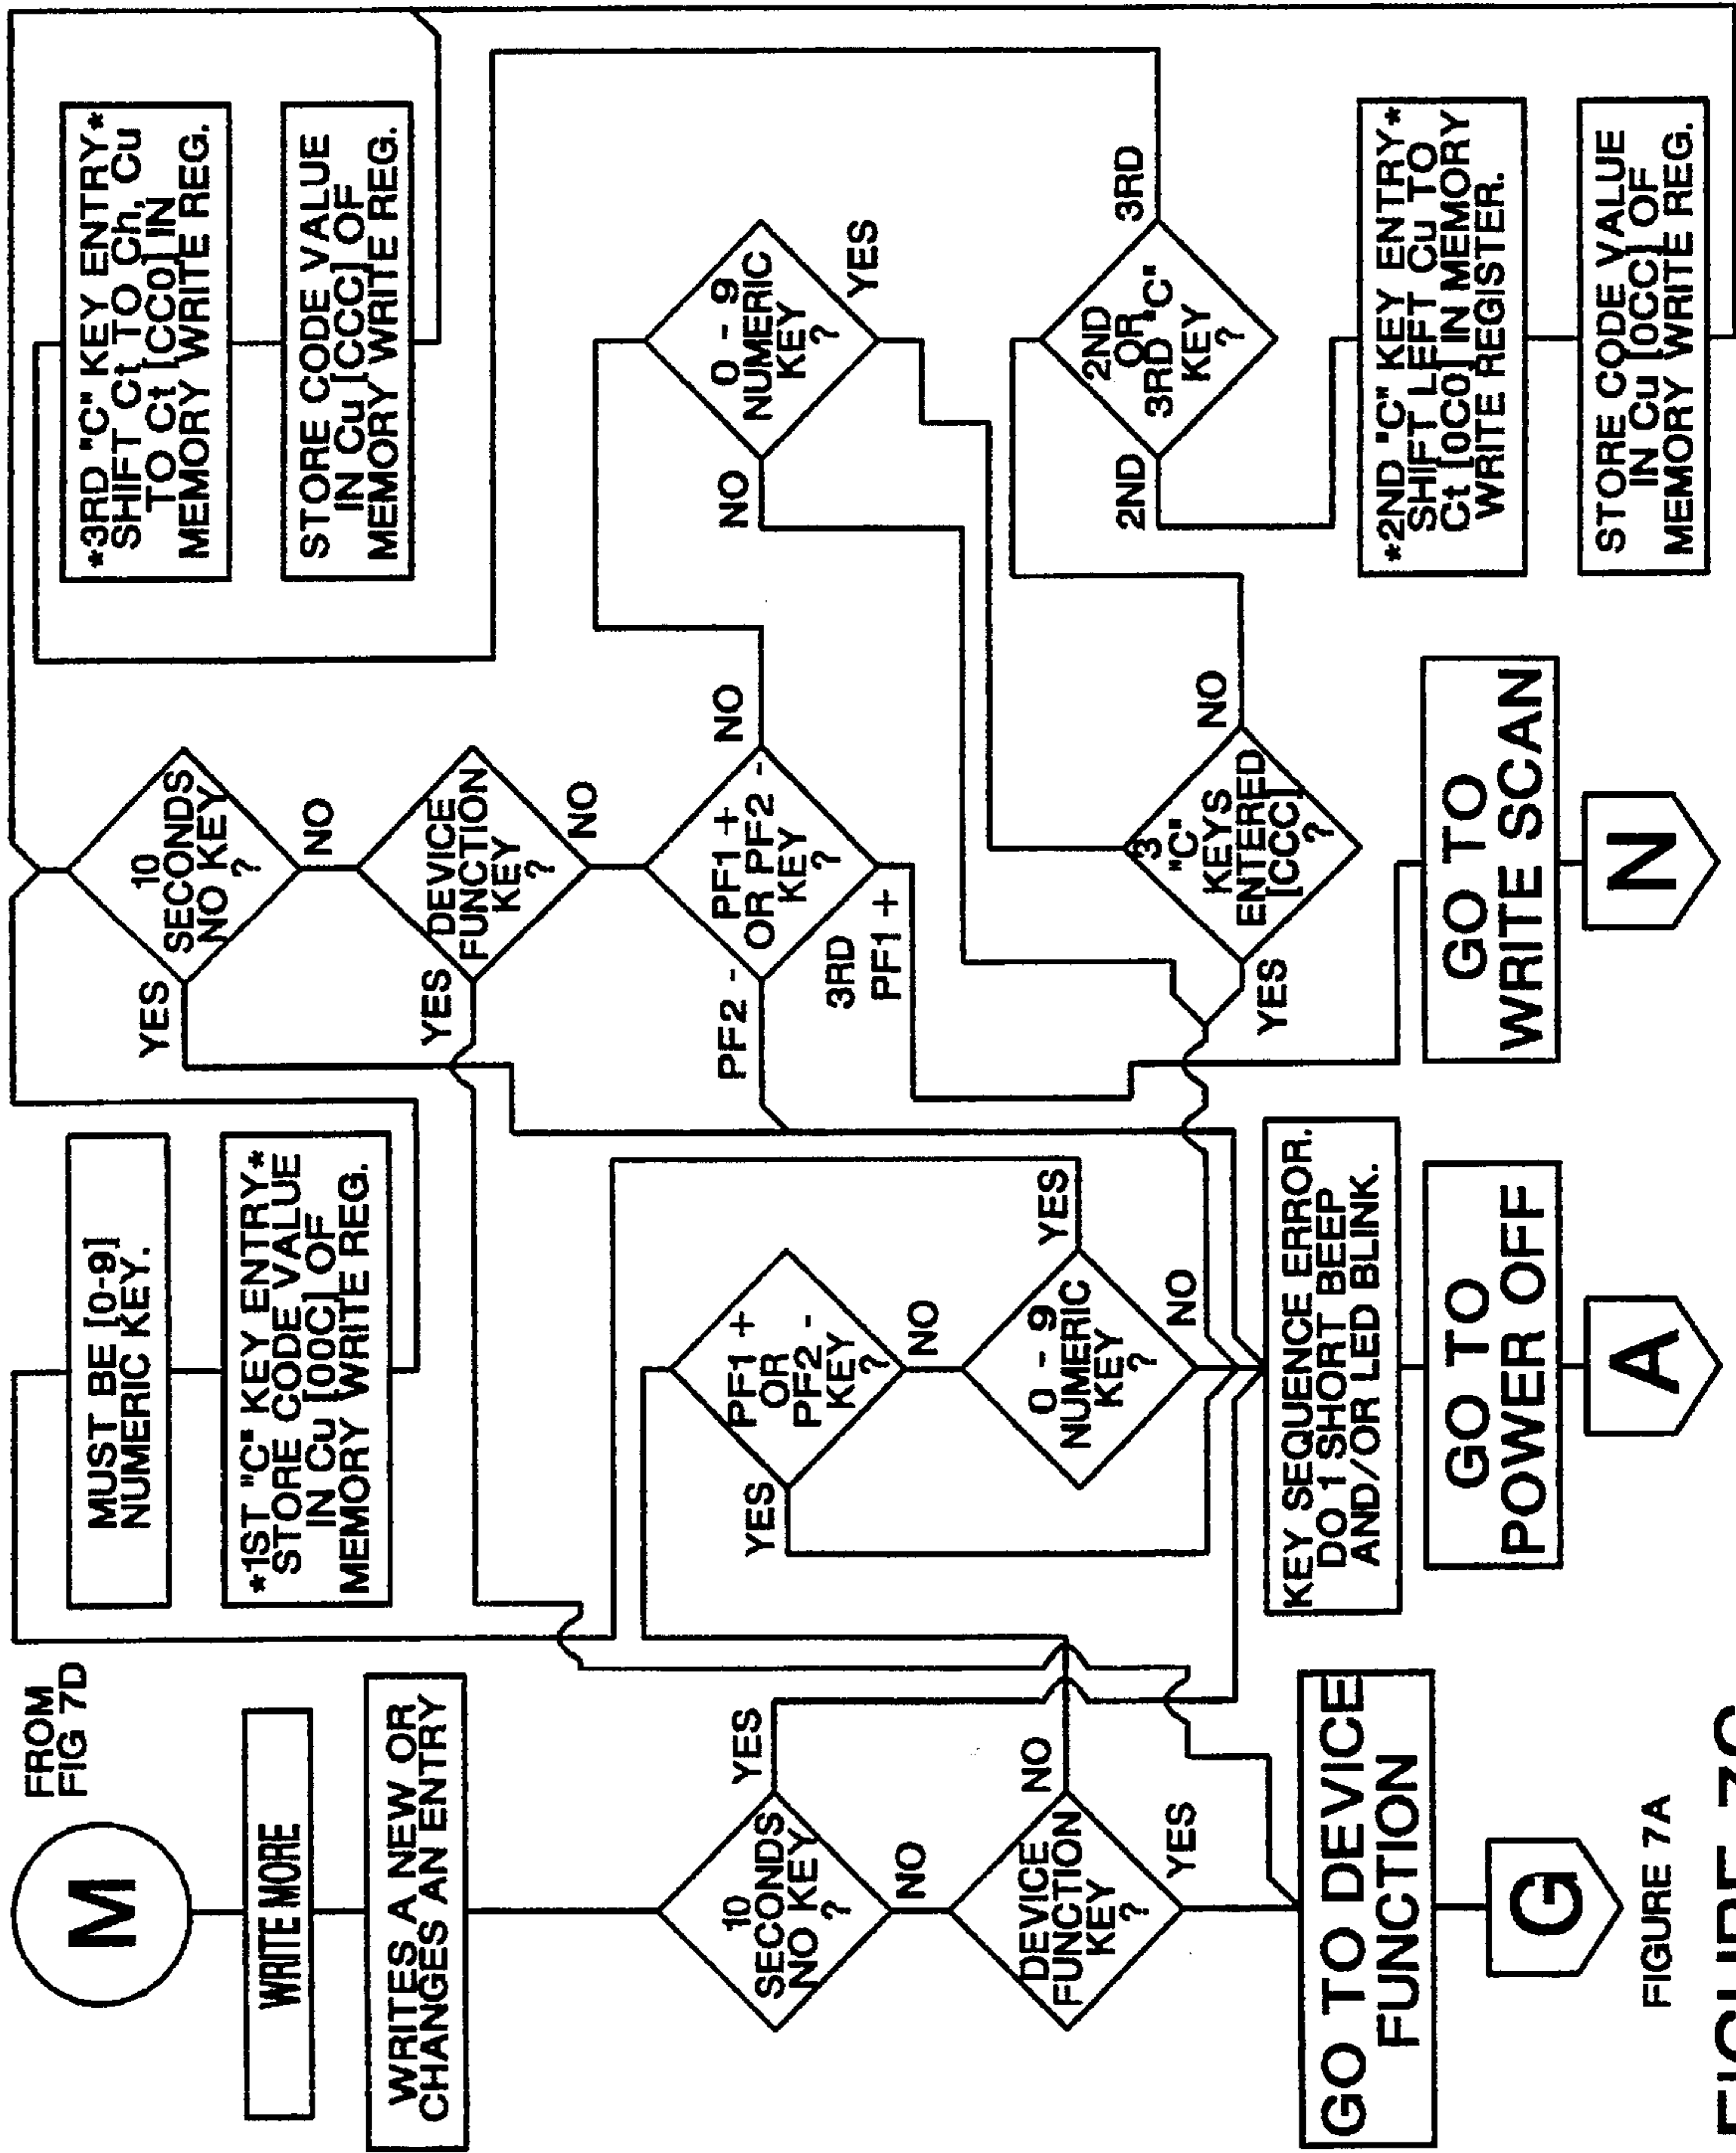 FROM
FIG 7D
M
WRITE MORE
WRITES A NEW OR
CHANGES AN ENTRY
10
SECONDS
NO KEY
?
YES
NO
DEVICE
FUNCTION
KEY
?
NO
YES
GO TO DEVICE
FUNCTION
G
FIGURE 7A
MUST BE [0-9]
NUMERIC KEY.
*1ST "C" KEY ENTRY*
STORE CODE VALUE
IN Cu [00C] OF
MEMORY WRITE REG.
PF1 +
OR
PF2 -
KEY
?
YES
NO
0 - 9
NUMERIC
KEY
?
YES
NO
KEY SEQUENCE ERROR.
DO 1 SHORT BEEP
AND/OR LED BLINK.
GO TO
POWER OFF
A
10
SECONDS
NO KEY
?
YES
NO
DEVICE
FUNCTION
KEY
?
YES
NO
PF1 +
OR PF2 -
KEY
?
PF2 -
NO
3RD
PF1 +
3
"C"
KEYS
ENTERED
[CCC]
?
YES
NO
GO TO
WRITE SCAN
N
*3RD "C" KEY ENTRY*
SHIFT Ct TO Ch, Cu
TO Ct [CC0] IN
MEMORY WRITE REG.
STORE CODE VALUE
IN Cu [CCC] OF
MEMORY WRITE REG.
0 - 9
NUMERIC
KEY
?
NO
YES
2ND
OR
3RD "C"
KEY
?
2ND
3RD
*2ND "C" KEY ENTRY*
SHIFT LEFT Cu TO
Ct [0C0] IN MEMORY
WRITE REGISTER.
STORE CODE VALUE
IN Cu [0CC] OF
MEMORY WRITE REG.